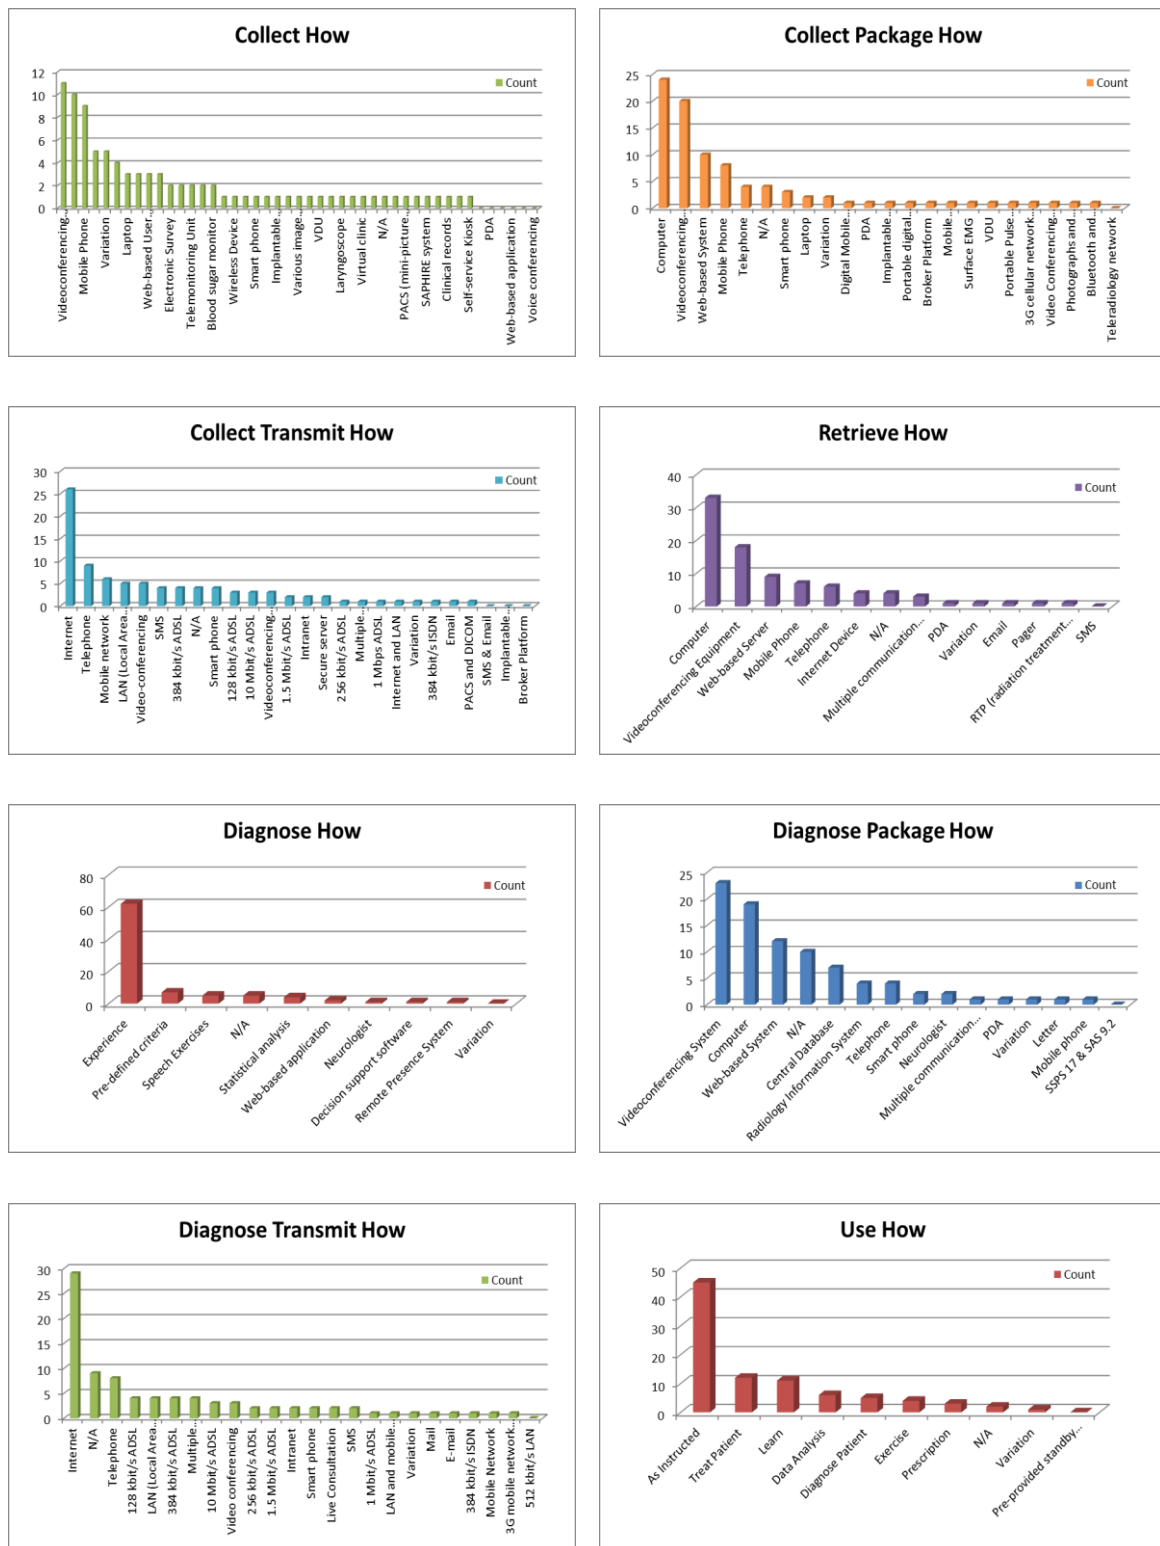 Collect How
Count
12
10
8
6
4
2
0
Videoconferencing...
Mobile Phone
Variation
Laptop
Web-based User...
Electronic Survey
Telemonitoring Unit
Blood sugar monitor
Wireless Device
Smart phone
Implantable...
Various image...
VDU
Laryngoscope
Virtual clinic
N/A
PACS (mini-picture...
SAPHIRE system
Clinical records
Self-service Kiosk
PDA
Web-based application
Voice conferencing
Collect Package How
Count
25
20
15
10
5
0
Computer
Videoconferencing...
Web-based System
Mobile Phone
Telephone
N/A
Smart phone
Laptop
Variation
Digital Mobile...
PDA
Implantable...
Portable digital...
Broker Platform
Mobile...
Surface EMG
VDU
Portable Pulse...
3G cellular network...
Video Conferencing...
Photographs and...
Bluetooth and...
Teleradiology network
Collect Transmit How
Count
30
25
20
15
10
5
0
Internet
Telephone
Mobile network
LAN (Local Area...
Video-conferencing
SMS
384 kbit/s ADSL
N/A
Smart phone
128 kbit/s ADSL
10 Mbit/s ADSL
Videoconferencing...
1.5 Mbit/s ADSL
Intranet
Secure server
256 kbit/s ADSL
Multiple...
1 Mbps ADSL
Internet and LAN
Variation
384 kbit/s ISDN
Email
PACS and DICOM
SMS & Email
Implantable...
Broker Platform
Retrieve How
Count
40
30
20
10
0
Computer
Videoconferencing Equipment
Web-based Server
Mobile Phone
Telephone
Internet Device
N/A
Multiple communication...
PDA
Variation
Email
Pager
RTP (radiation treatment...
SMS
Diagnose How
Count
80
60
40
20
0
Experience
Pre-defined criteria
Speech Exercises
N/A
Statistical analysis
Web-based application
Neurologist
Decision support software
Remote Presence System
Variation
Diagnose Package How
Count
25
20
15
10
5
0
Videoconferencing System
Computer
Web-based System
N/A
Central Database
Radiology Information System
Telephone
Smart phone
Neurologist
Multiple communication...
PDA
Variation
Letter
Mobile phone
SSPS 17 & SAS 9.2
Diagnose Transmit How
Count
30
25
20
15
10
5
0
Internet
N/A
Telephone
128 kbit/s ADSL
LAN (Local Area...
384 kbit/s ADSL
Multiple...
10 Mbit/s ADSL
Video conferencing
256 kbit/s ADSL
1.5 Mbit/s ADSL
Intranet
Smart phone
Live Consultation
SMS
1 Mbit/s ADSL
LAN and mobile...
Variation
Mail
E-mail
384 kbit/s ISDN
Mobile Network
3G mobile network...
512 kbit/s LAN
Use How
Count
50
40
30
20
10
0
As Instructed
Treat Patient
Learn
Data Analysis
Diagnose Patient
Exercise
Prescription
N/A
Variation
Pre-provided standby...